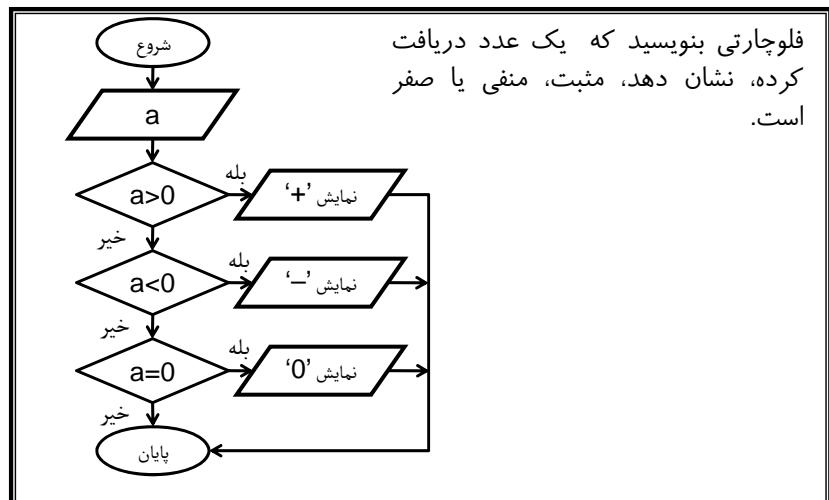 فلوچارتی بنویسید که یک عدد دریافت
کرده، نشان دهد، مثبت، منفی یا صفر
است.
شروع
a
a>0
بله
نمایش ‘+’
خیر
a<0
بله
نمایش ‘–’
خیر
a=0
بله
نمایش ‘0’
خیر
پایان